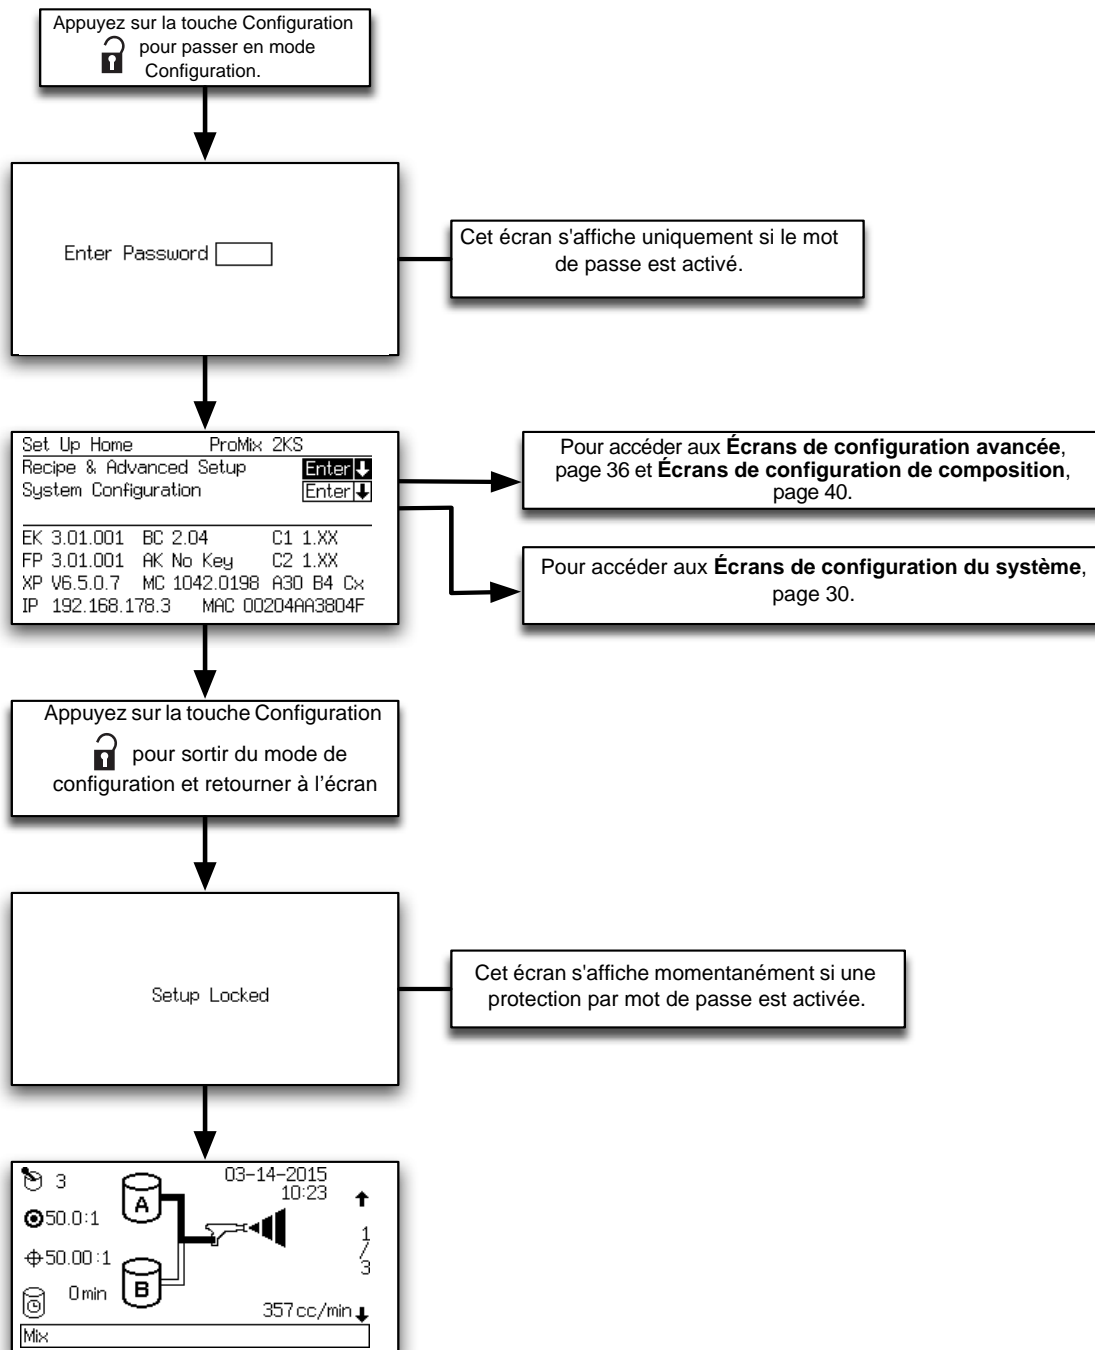 Appuyez sur la touche Configuration
pour passer en mode
Configuration.
Enter Password
Cet écran s'affiche uniquement si le mot
de passe est activé.
Set Up Home ProMix 2KS
Recipe & Advanced Setup Enter
System Configuration Enter
EK 3.01.001 BC 2.04 C1 1.XX
FP 3.01.001 AK No Key C2 1.XX
XP V6.5.0.7 MC 1042.0198 A30 B4 Cx
IP 192.168.178.3 MAC 00204AA3804F
Pour accéder aux Écrans de configuration avancée,
page 36 et Écrans de configuration de composition,
page 40.
Pour accéder aux Écrans de configuration du système,
page 30.
Appuyez sur la touche Configuration
pour sortir du mode de
configuration et retourner à l’écran
Setup Locked
Cet écran s'affiche momentanément si une
protection par mot de passe est activée.
3
03-14-2015
10:23
A
50.0:1
1
/
3
50.00:1
0min
B
357cc/min
Mix